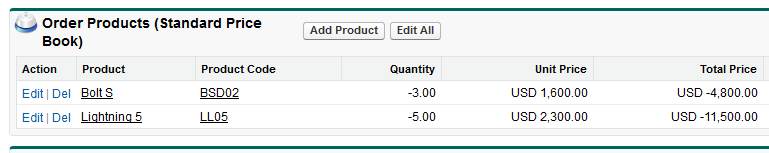 Order Products (Standard Price
Book)
Add Product Edit All
Action Product Product Code Quantity Unit Price Total Price
Edit | Del Bolt S BSD02 -3.00 USD 1,600.00 USD -4,800.00
Edit | Del Lightning 5 LL05 -5.00 USD 2,300.00 USD -11,500.00